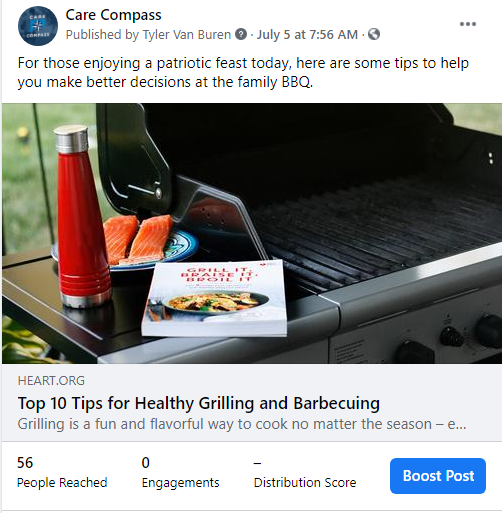 CARE
COMPASS
Care Compass
Published by Tyler Van Buren · July 5 at 7:56 AM ·
For those enjoying a patriotic feast today, here are some tips to help
you make better decisions at the family BBQ.
GRILL IT,
BRAISE IT,
BROIL IT
HEART.ORG
Top 10 Tips for Healthy Grilling and Barbecuing
Grilling is a fun and flavorful way to cook no matter the season – e...
56
0
–
People Reached
Engagements
Distribution Score
Boost Post